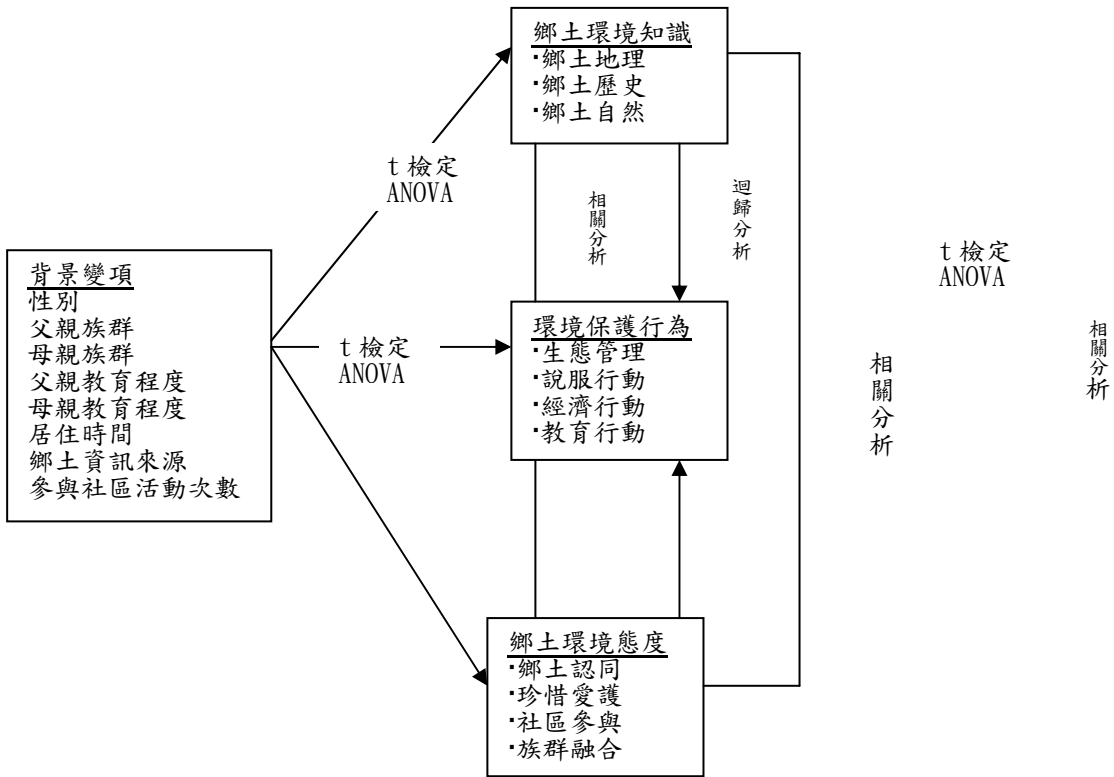 鄉土環境知識
·鄉土地理
·鄉土歷史
·鄉土自然
t 檢定
ANOVA
相關分析
迴歸分析
t 檢定
ANOVA
背景變項
性別
父親族群
母親族群
父親教育程度
母親教育程度
居住時間
鄉土資訊來源
參與社區活動次數
t 檢定
ANOVA
環境保護行為
·生態管理
·說服行動
·經濟行動
·教育行動
相關分析
相關分析
鄉土環境態度
·鄉土認同
·珍惜愛護
·社區參與
·族群融合